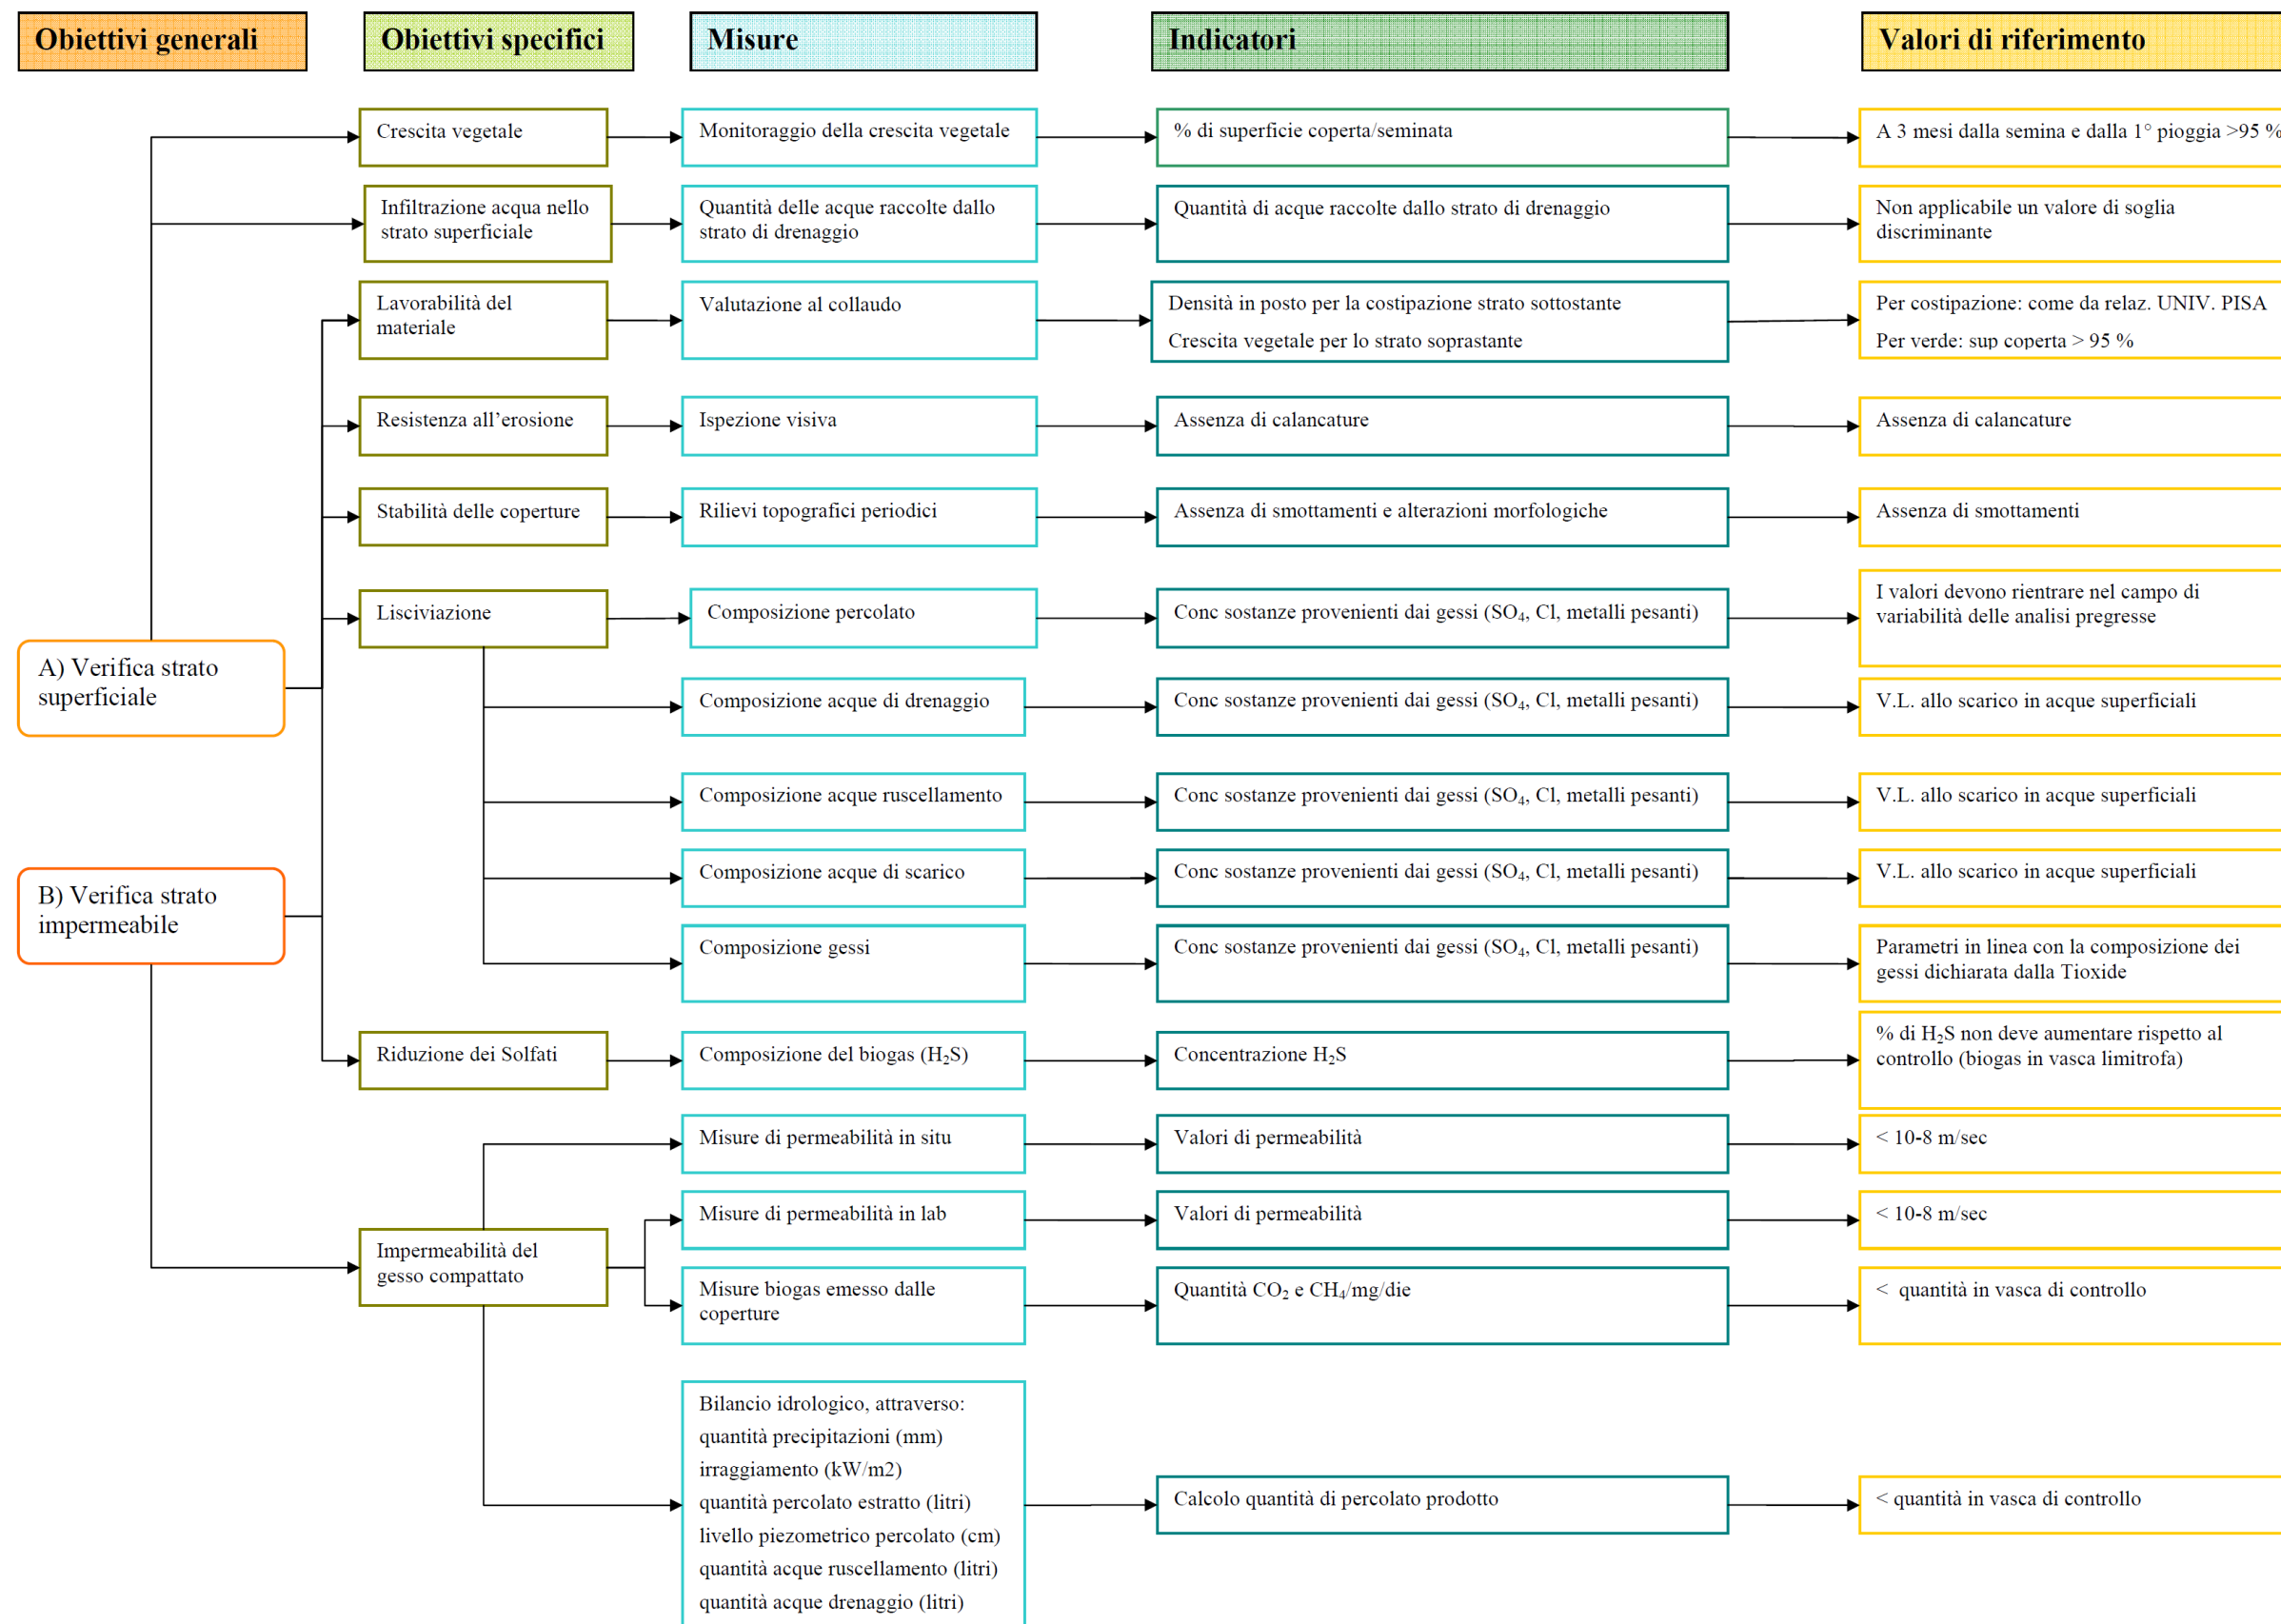 Obiettivi generali
Obiettivi specifici
Misure
Indicatori
Valori di riferimento
Crescita vegetale
Monitoraggio della crescita vegetale
% di superficie coperta/seminata
A 3 mesi dalla semina e dalla 1° pioggia >95 %
Infiltrazione acqua nello
strato superficiale
Quantità delle acque raccolte dallo
strato di drenaggio
Quantità di acque raccolte dallo strato di drenaggio
Non applicabile un valore di soglia
discriminante
Lavorabilità del
materiale
Valutazione al collaudo
Densità in posto per la costipazione strato sottostante
Crescita vegetale per lo strato soprastante
Per costipazione: come da relaz. UNIV. PISA
Per verde: sup coperta > 95 %
Resistenza all’erosione
Ispezione visiva
Assenza di calancature
Assenza di calancature
Stabilità delle coperture
Rilievi topografici periodici
Assenza di smottamenti e alterazioni morfologiche
Assenza di smottamenti
Lisciviazione
Composizione percolato
Conc sostanze provenienti dai gessi (SO₄, Cl, metalli pesanti)
I valori devono rientrare nel campo di
variabilità delle analisi pregresse
A) Verifica strato
superficiale
Composizione acque di drenaggio
Conc sostanze provenienti dai gessi (SO₄, Cl, metalli pesanti)
V.L. allo scarico in acque superficiali
Composizione acque ruscellamento
Conc sostanze provenienti dai gessi (SO₄, Cl, metalli pesanti)
V.L. allo scarico in acque superficiali
B) Verifica strato
impermeabile
Composizione acque di scarico
Conc sostanze provenienti dai gessi (SO₄, Cl, metalli pesanti)
V.L. allo scarico in acque superficiali
Composizione gessi
Conc sostanze provenienti dai gessi (SO₄, Cl, metalli pesanti)
Parametri in linea con la composizione dei
gessi dichiarata dalla Tioxide
Riduzione dei Solfati
Composizione del biogas (H₂S)
Concentrazione H₂S
% di H₂S non deve aumentare rispetto al
controllo (biogas in vasca limitrofa)
Misure di permeabilità in situ
Valori di permeabilità
< 10-8 m/sec
Misure di permeabilità in lab
Valori di permeabilità
< 10-8 m/sec
Impermeabilità del
gesso compattato
Misure biogas emesso dalle
coperture
Quantità CO₂ e CH₄/mg/die
< quantità in vasca di controllo
Bilancio idrologico, attraverso:
quantità precipitazioni (mm)
irraggiamento (kW/m2)
quantità percolato estratto (litri)
livello piezometrico percolato (cm)
quantità acque ruscellamento (litri)
quantità acque drenaggio (litri)
Calcolo quantità di percolato prodotto
< quantità in vasca di controllo